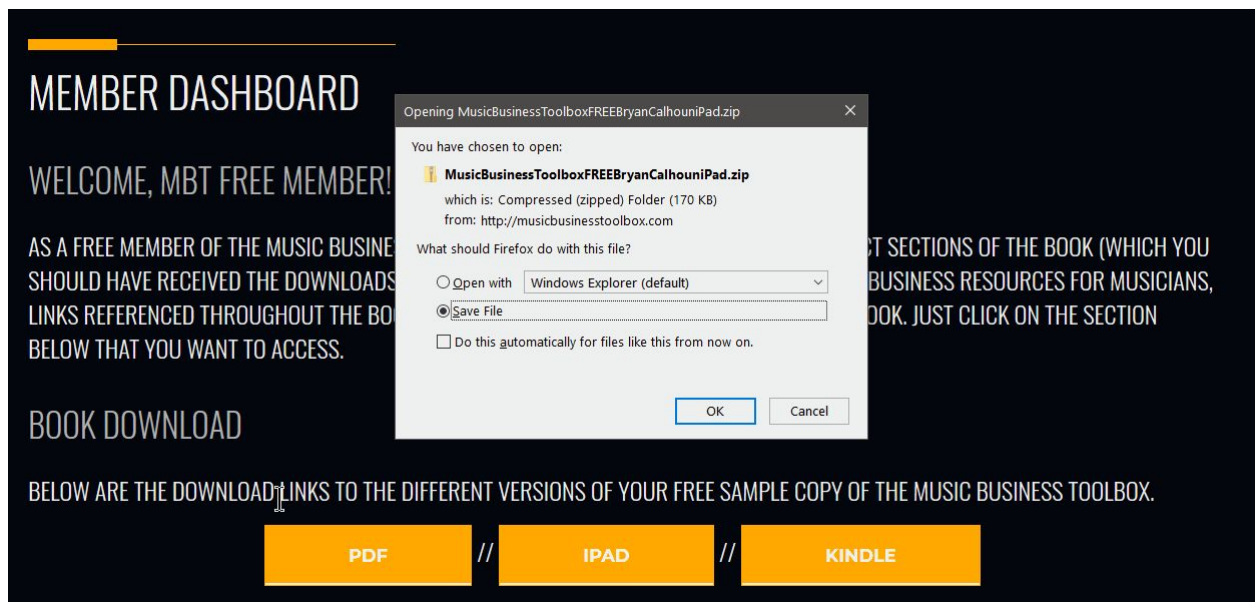 MEMBER DASHBOARD
WELCOME, MBT FREE MEMBER!
AS A FREE MEMBER OF THE MUSIC BUSINE
CT SECTIONS OF THE BOOK (WHICH YOU
SHOULD HAVE RECEIVED THE DOWNLOADS
BUSINESS RESOURCES FOR MUSICIANS,
LINKS REFERENCED THROUGHOUT THE BO
OOK. JUST CLICK ON THE SECTION
BELOW THAT YOU WANT TO ACCESS.
Opening MusicBusinessToolboxFREEBryanCalhouniPad.zip
You have chosen to open:
MusicBusinessToolboxFREEBryanCalhouniPad.zip
which is: Compressed (zipped) Folder (170 KB)
from: http://musicbusinesstoolbox.com
What should Firefox do with this file?
Open with Windows Explorer (default)
Save File
Do this automatically for files like this from now on.
OK Cancel
BOOK DOWNLOAD
BELOW ARE THE DOWNLOAD LINKS TO THE DIFFERENT VERSIONS OF YOUR FREE SAMPLE COPY OF THE MUSIC BUSINESS TOOLBOX.
PDF // IPAD // KINDLE